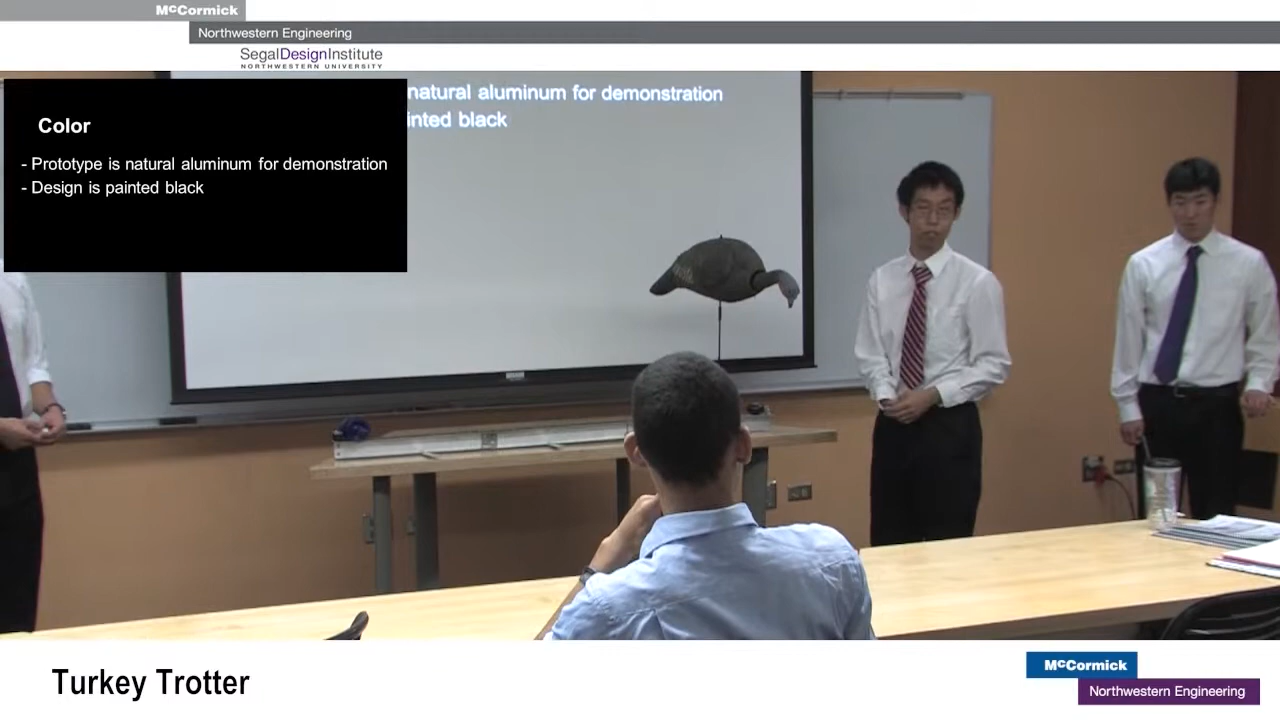 McCormick
Northwestern Engineering
SegalDesignInstitute
NORTHWESTERN UNIVERSITY
natural aluminum for demonstration
inted black
Color
- Prototype is natural aluminum for demonstration
- Design is painted black
Turkey Trotter
McCormick
Northwestern Engineering